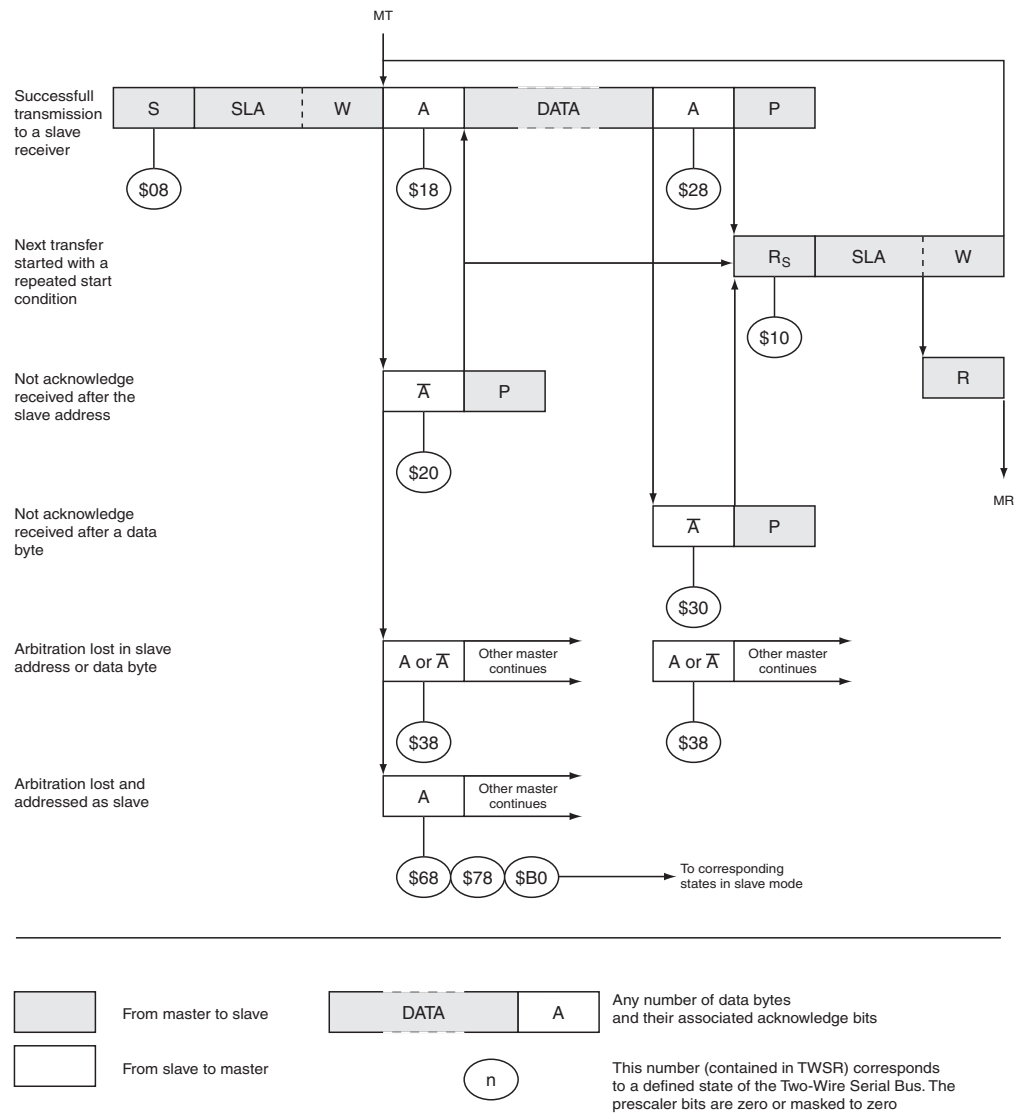 MT
Successfull
transmission
to a slave
receiver
S
SLA
W
A
DATA
A
P
$08
$18
$28
Next transfer
started with a
repeated start
condition
RS
SLA
W
$10
Not acknowledge
received after the
slave address
A̅
P
R
$20
MR
Not acknowledge
received after a data
byte
A̅
P
$30
Arbitration lost in slave
address or data byte
A or A̅
Other master
continues
A or A̅
Other master
continues
$38
$38
Arbitration lost and
addressed as slave
A
Other master
continues
$68
$78
$B0
To corresponding
states in slave mode
From master to slave
DATA
A
Any number of data bytes
and their associated acknowledge bits
From slave to master
n
This number (contained in TWSR) corresponds
to a defined state of the Two-Wire Serial Bus. The
prescaler bits are zero or masked to zero